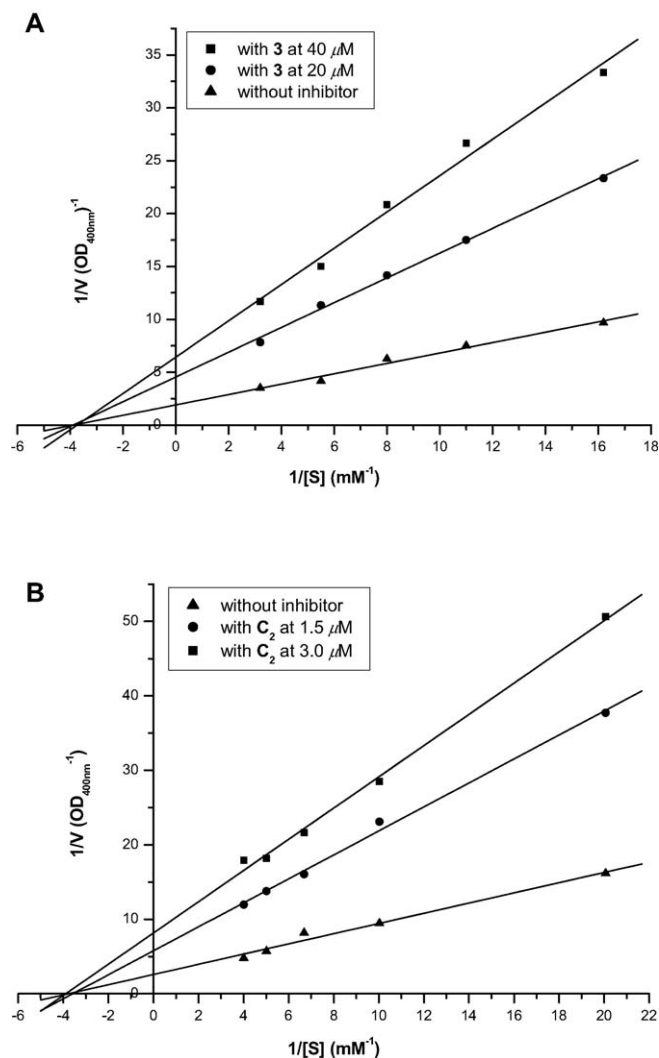 A
with 3 at 40 μM
with 3 at 20 μM
without inhibitor
35
30
25
20
15
10
5
0
1/V (OD400nm)-1
-6 -4 -2 0 2 4 6 8 10 12 14 16 18
1/[S] (mM-1)
B
without inhibitor
with C2 at 1.5 μM
with C2 at 3.0 μM
50
40
30
20
10
0
1/V (OD400nm-1)
-6 -4 -2 0 2 4 6 8 10 12 14 16 18 20 22
1/[S] (mM-1)